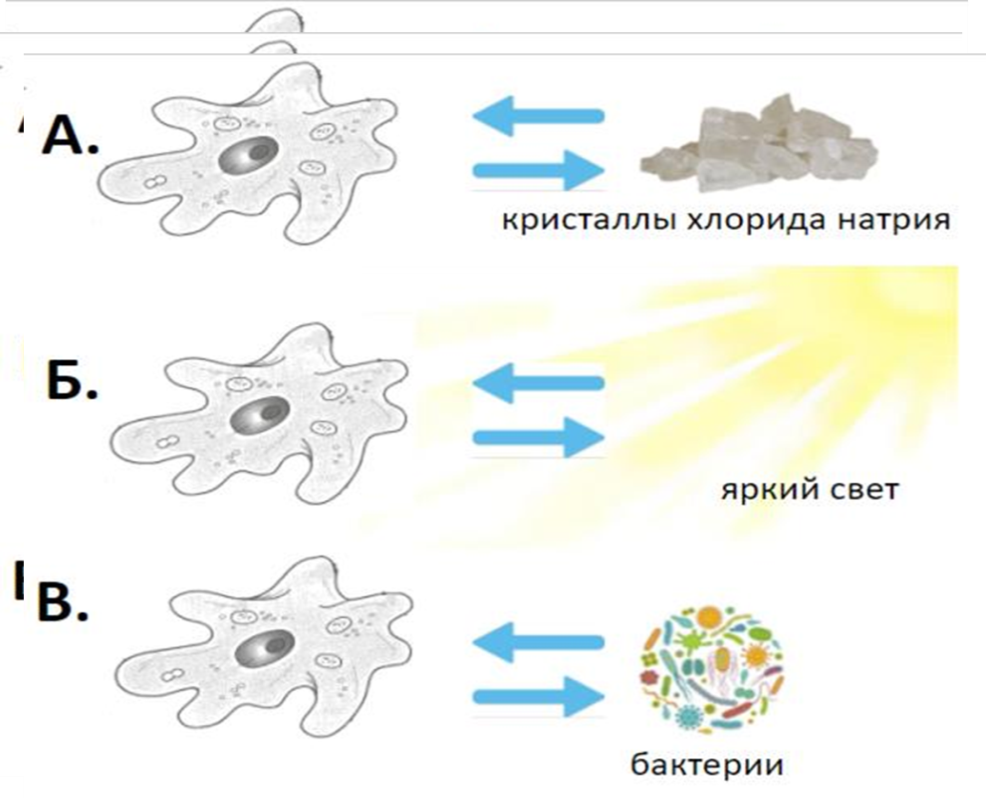 А.
кристаллы хлорида натрия
Б.
яркий свет
В.
бактерии